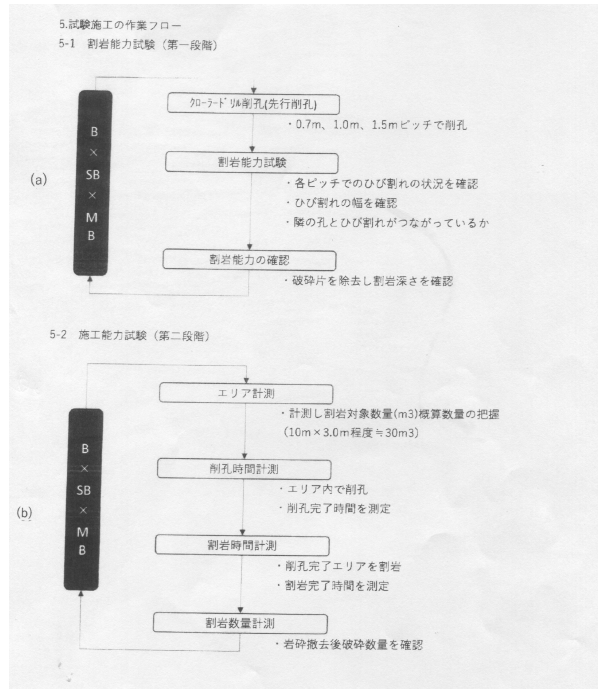 5.試験施工の作業フロー
5-1 割岩能力試験（第一段階）
ｸﾛｰﾗｰﾄﾞﾘﾙ削孔(先行削孔)
・0.7m、1.0m、1.5mピッチで削孔
割岩能力試験
・各ピッチでのひび割れの状況を確認
・ひび割れの幅を確認
・隣の孔とひび割れがつながっているか
割岩能力の確認
・破砕片を除去し割岩深さを確認
(a)
B
×
SB
×
M
B
5-2 施工能力試験（第二段階）
エリア計測
・計測し割岩対象数量(m3)概算数量の把握
（10m×3.0m程度≒30m3）
削孔時間計測
・エリア内で削孔
・削孔完了時間を測定
割岩時間計測
・削孔完了エリアを割岩
・割岩完了時間を測定
割岩数量計測
・岩砕撤去後破砕数量を確認
(b)
B
×
SB
×
M
B